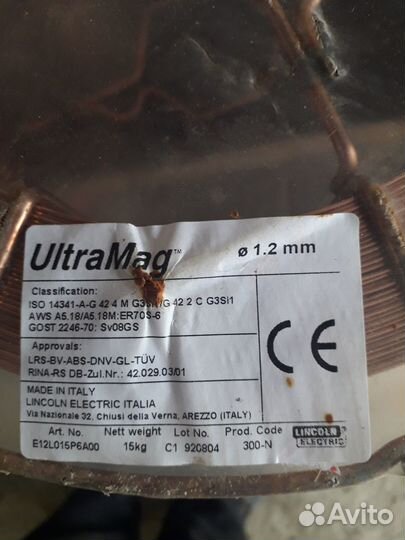 UltraMag™ ø 1.2 mm
Classification:
ISO 14341-A-G 42 4 M /G 42 2 C G3Si1
AWS A5.18/A5.18M:ER70S-6
GOST 2246-70: Sv08GS
Approvals:
LRS-BV-ABS-DNV-GL-TÜV
RINA-RS DB-Zul.Nr.: 42.029.03/01
MADE IN ITALY
LINCOLN ELECTRIC ITALIA
Via Nazionale 32, Chiusi della Verna, AREZZO (ITALY)
Art. No. Nett weight Lot No. Prod. Code
E12L015P6A00 15kg C1 920804 300-N
LINCOLN
ELECTRIC
CE
Avito